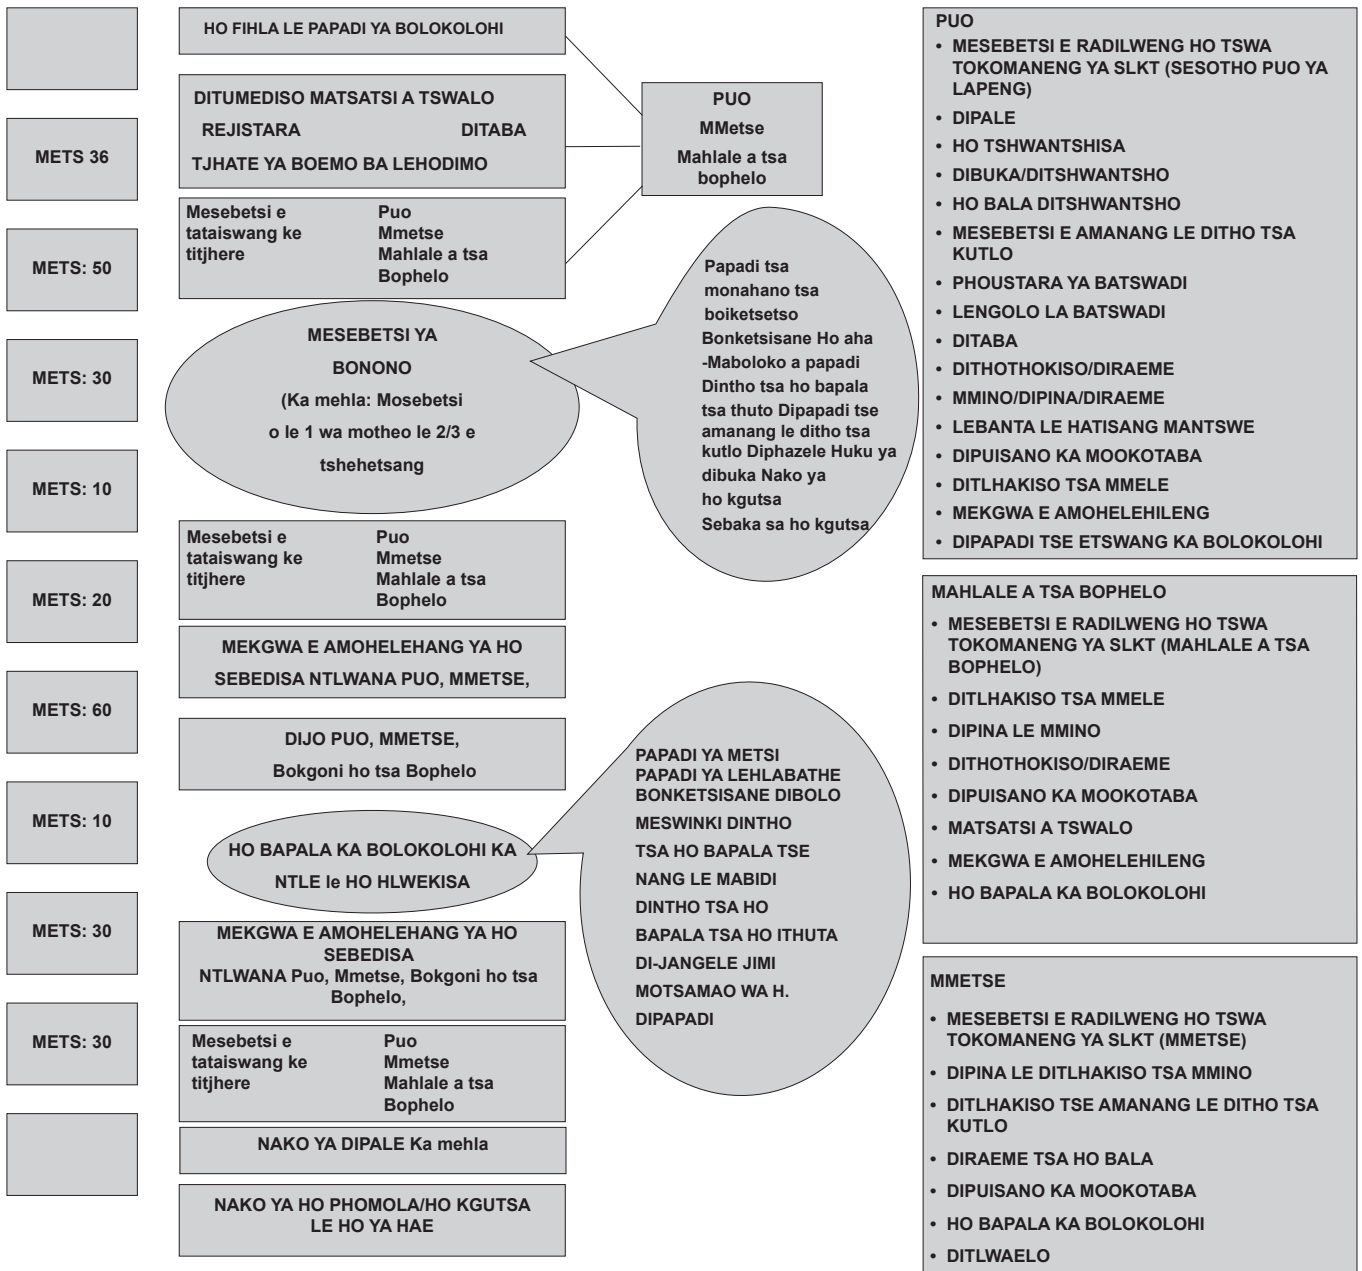 METS 36
METS: 50
METS: 30
METS: 10
METS: 20
METS: 60
METS: 10
METS: 30
METS: 30
HO FIHLA LE PAPADI YA BOLOKOLOHI
DITUMEDISO MATSATSI A TSWALO
REJISTARA DITABA
TJHATE YA BOEMO BA LEHODIMO
Mesebetsi e Puo
tataiswang ke Mmetse
titjhere Mahlale a tsa
Bophelo
MESEBETSI YA
BONONO
(Ka mehla: Mosebetsi
o le 1 wa motheo le 2/3 e
tshehetsang
Mesebetsi e Puo
tataiswang ke Mmetse
titjhere Mahlale a tsa
Bophelo
MEKGWA E AMOHELEHANG YA HO
SEBEDISA NTLWANA PUO, MMETSE,
DIJO PUO, MMETSE,
Bokgoni ho tsa Bophelo
HO BAPALA KA BOLOKOLOHI KA
NTLE le HO HLWEKISA
MEKGWA E AMOHELEHANG YA HO
SEBEDISA
NTLWANA Puo, Mmetse, Bokgoni ho tsa
Bophelo,
Mesebetsi e Puo
tataiswang ke Mmetse
titjhere Mahlale a tsa
Bophelo
NAKO YA DIPALE Ka mehla
NAKO YA HO PHOMOLA/HO KGUTSA
LE HO YA HAE
PUO
MMetse
Mahlale a tsa
bophelo
Papadi tsa
monahano tsa
boiketsetso
Bonketsisane Ho aha
-Maboloko a papadi
Dintho tsa ho bapala
tsa thuto Dipapadi tse
amanang le ditho tsa
kutlo Diphazele Huku ya
dibuka Nako ya
ho kgutsa
Sebaka sa ho kgutsa
PAPADI YA METSI
PAPADI YA LEHLABATHE
BONKETSISANE DIBOLO
MESWINKI DINTHO
TSA HO BAPALA TSE
NANG LE MABIDI
DINTHO TSA HO
BAPALA TSA HO ITHUTA
DI-JANGELE JIMI
MOTSAMAO WA H.
DIPAPADI
PUO
• MESEBETSI E RADILWENG HO TSWA
TOKOMANENG YA SLKT (SESOTHO PUO YA
LAPENG)
• DIPALE
• HO TSHWANTSHISA
• DIBUKA/DITSHWANTSHO
• HO BALA DITSHWANTSHO
• MESEBETSI E AMANANG LE DITHO TSA
KUTLO
• PHOUSTARA YA BATSWADI
• LENGOLO LA BATSWADI
• DITABA
• DITHOTHOKISO/DIRAEME
• MMINO/DIPINA/DIRAEME
• LEBANTA LE HATISANG MANTSWE
• DIPUISANO KA MOOKOTABA
• DITLHAKISO TSA MMELE
• MEKGWA E AMOHELEHILENG
• DIPAPADI TSE ETSWANG KA BOLOKOLOHI
MAHLALE A TSA BOPHELO
• MESEBETSI E RADILWENG HO TSWA
TOKOMANENG YA SLKT (MAHLALE A TSA
BOPHELO)
• DITLHAKISO TSA MMELE
• DIPINA LE MMINO
• DITHOTHOKISO/DIRAEME
• DIPUISANO KA MOOKOTABA
• MATSATSI A TSWALO
• MEKGWA E AMOHELEHILENG
• HO BAPALA KA BOLOKOLOHI
MMETSE
• MESEBETSI E RADILWENG HO TSWA
TOKOMANENG YA SLKT (MMETSE)
• DIPINA LE DITLHAKISO TSA MMINO
• DITLHAKISO TSE AMANANG LE DITHO TSA
KUTLO
• DIRAEME TSA HO BALA
• DIPUISANO KA MOOKOTABA
• HO BAPALA KA BOLOKOLOHI
• DITLWAELO